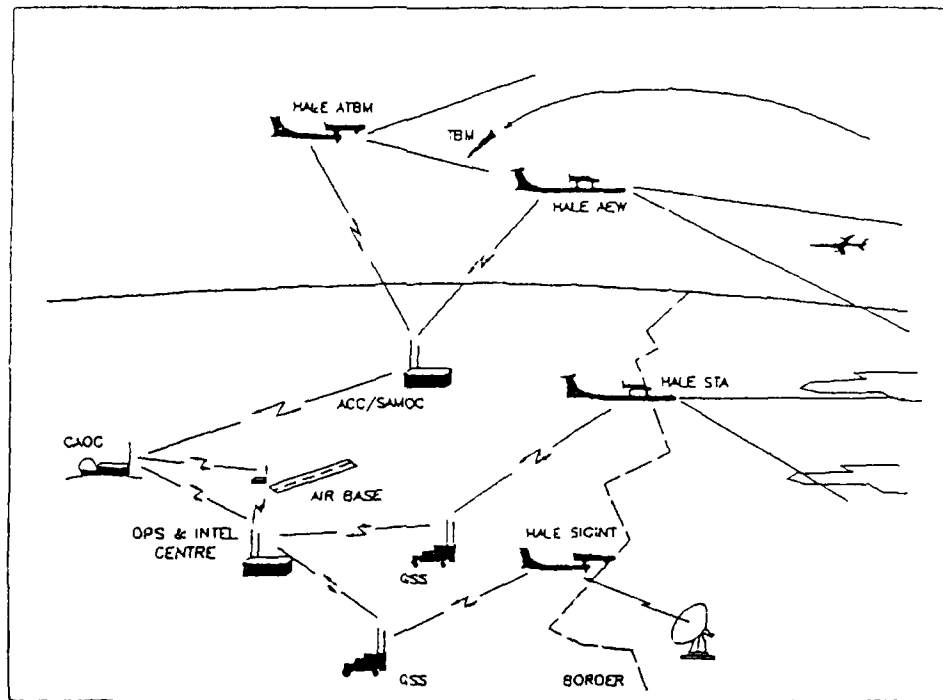 HALE ATBM
TBM
HALE AEW
HALE STA
ACC/SAMOC
CAOC
AIR BASE
OPS & INTEL
CENTRE
HALE SIGINT
GSS
GSS
BORDER